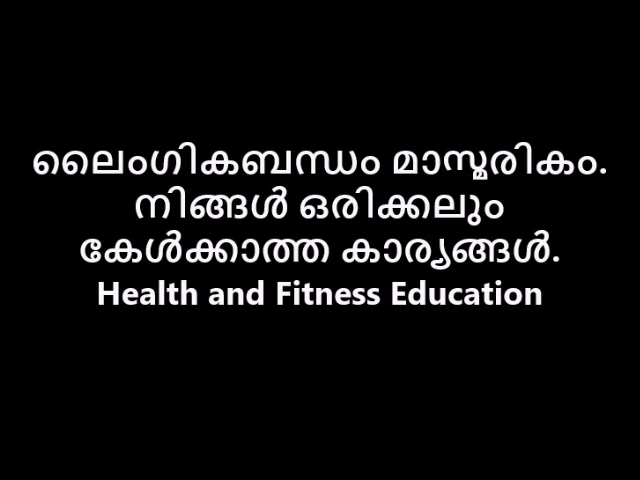 ലൈംഗികബന്ധം മാസ്മരികം.
നിങ്ങൾ ഒരിക്കലും
കേൾക്കാത്ത കാര്യങ്ങൾ.
Health and Fitness Education